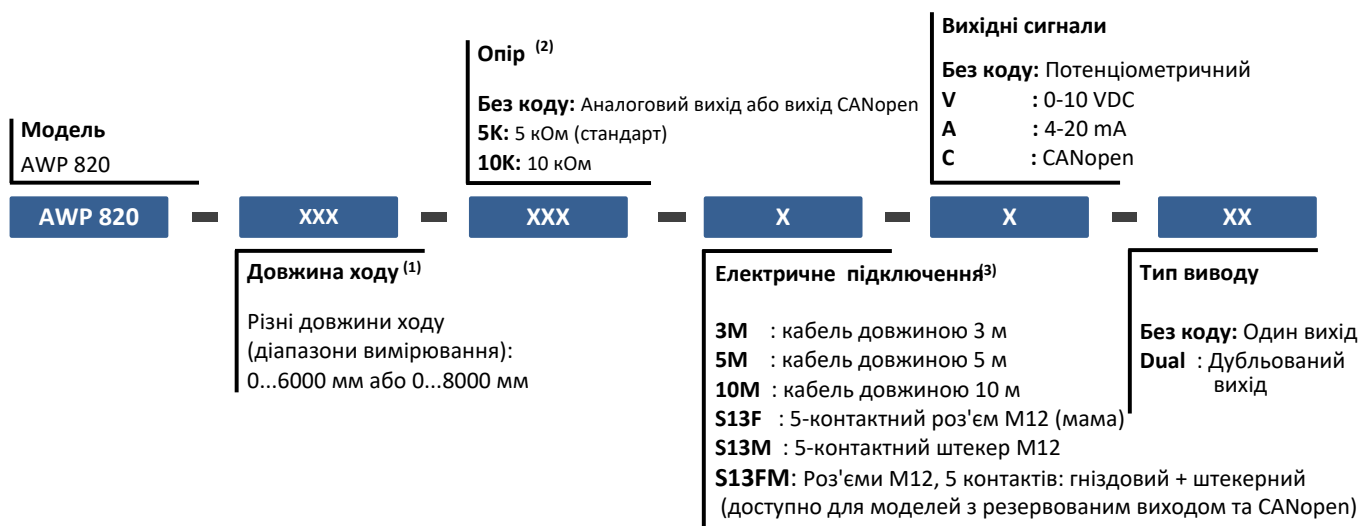 Модель
AWP 820
Опір (2)
Без коду: Аналоговий вихід або вихід CANopen
5K: 5 кОм (стандарт)
10K: 10 кОм
Вихідні сигнали
Без коду: Потенціометричний
V : 0-10 VDC
A : 4-20 mA
C : CANopen
AWP 820 - XXX - XXX - X - X - XX
Довжина ходу (1)
Різні довжини ходу
(діапазони вимірювання):
0...6000 мм або 0...8000 мм
Електричне підключення(3)
3M : кабель довжиною 3 м
5M : кабель довжиною 5 м
10M : кабель довжиною 10 м
S13F : 5-контактний роз'єм M12 (мама)
S13M : 5-контактний штекер M12
S13FM: Роз'єми M12, 5 контактів: гніздовий + штекерний
(доступно для моделей з резервованим виходом та CANopen)
Тип виводу
Без коду: Один вихід
Dual : Дубльований
вихід